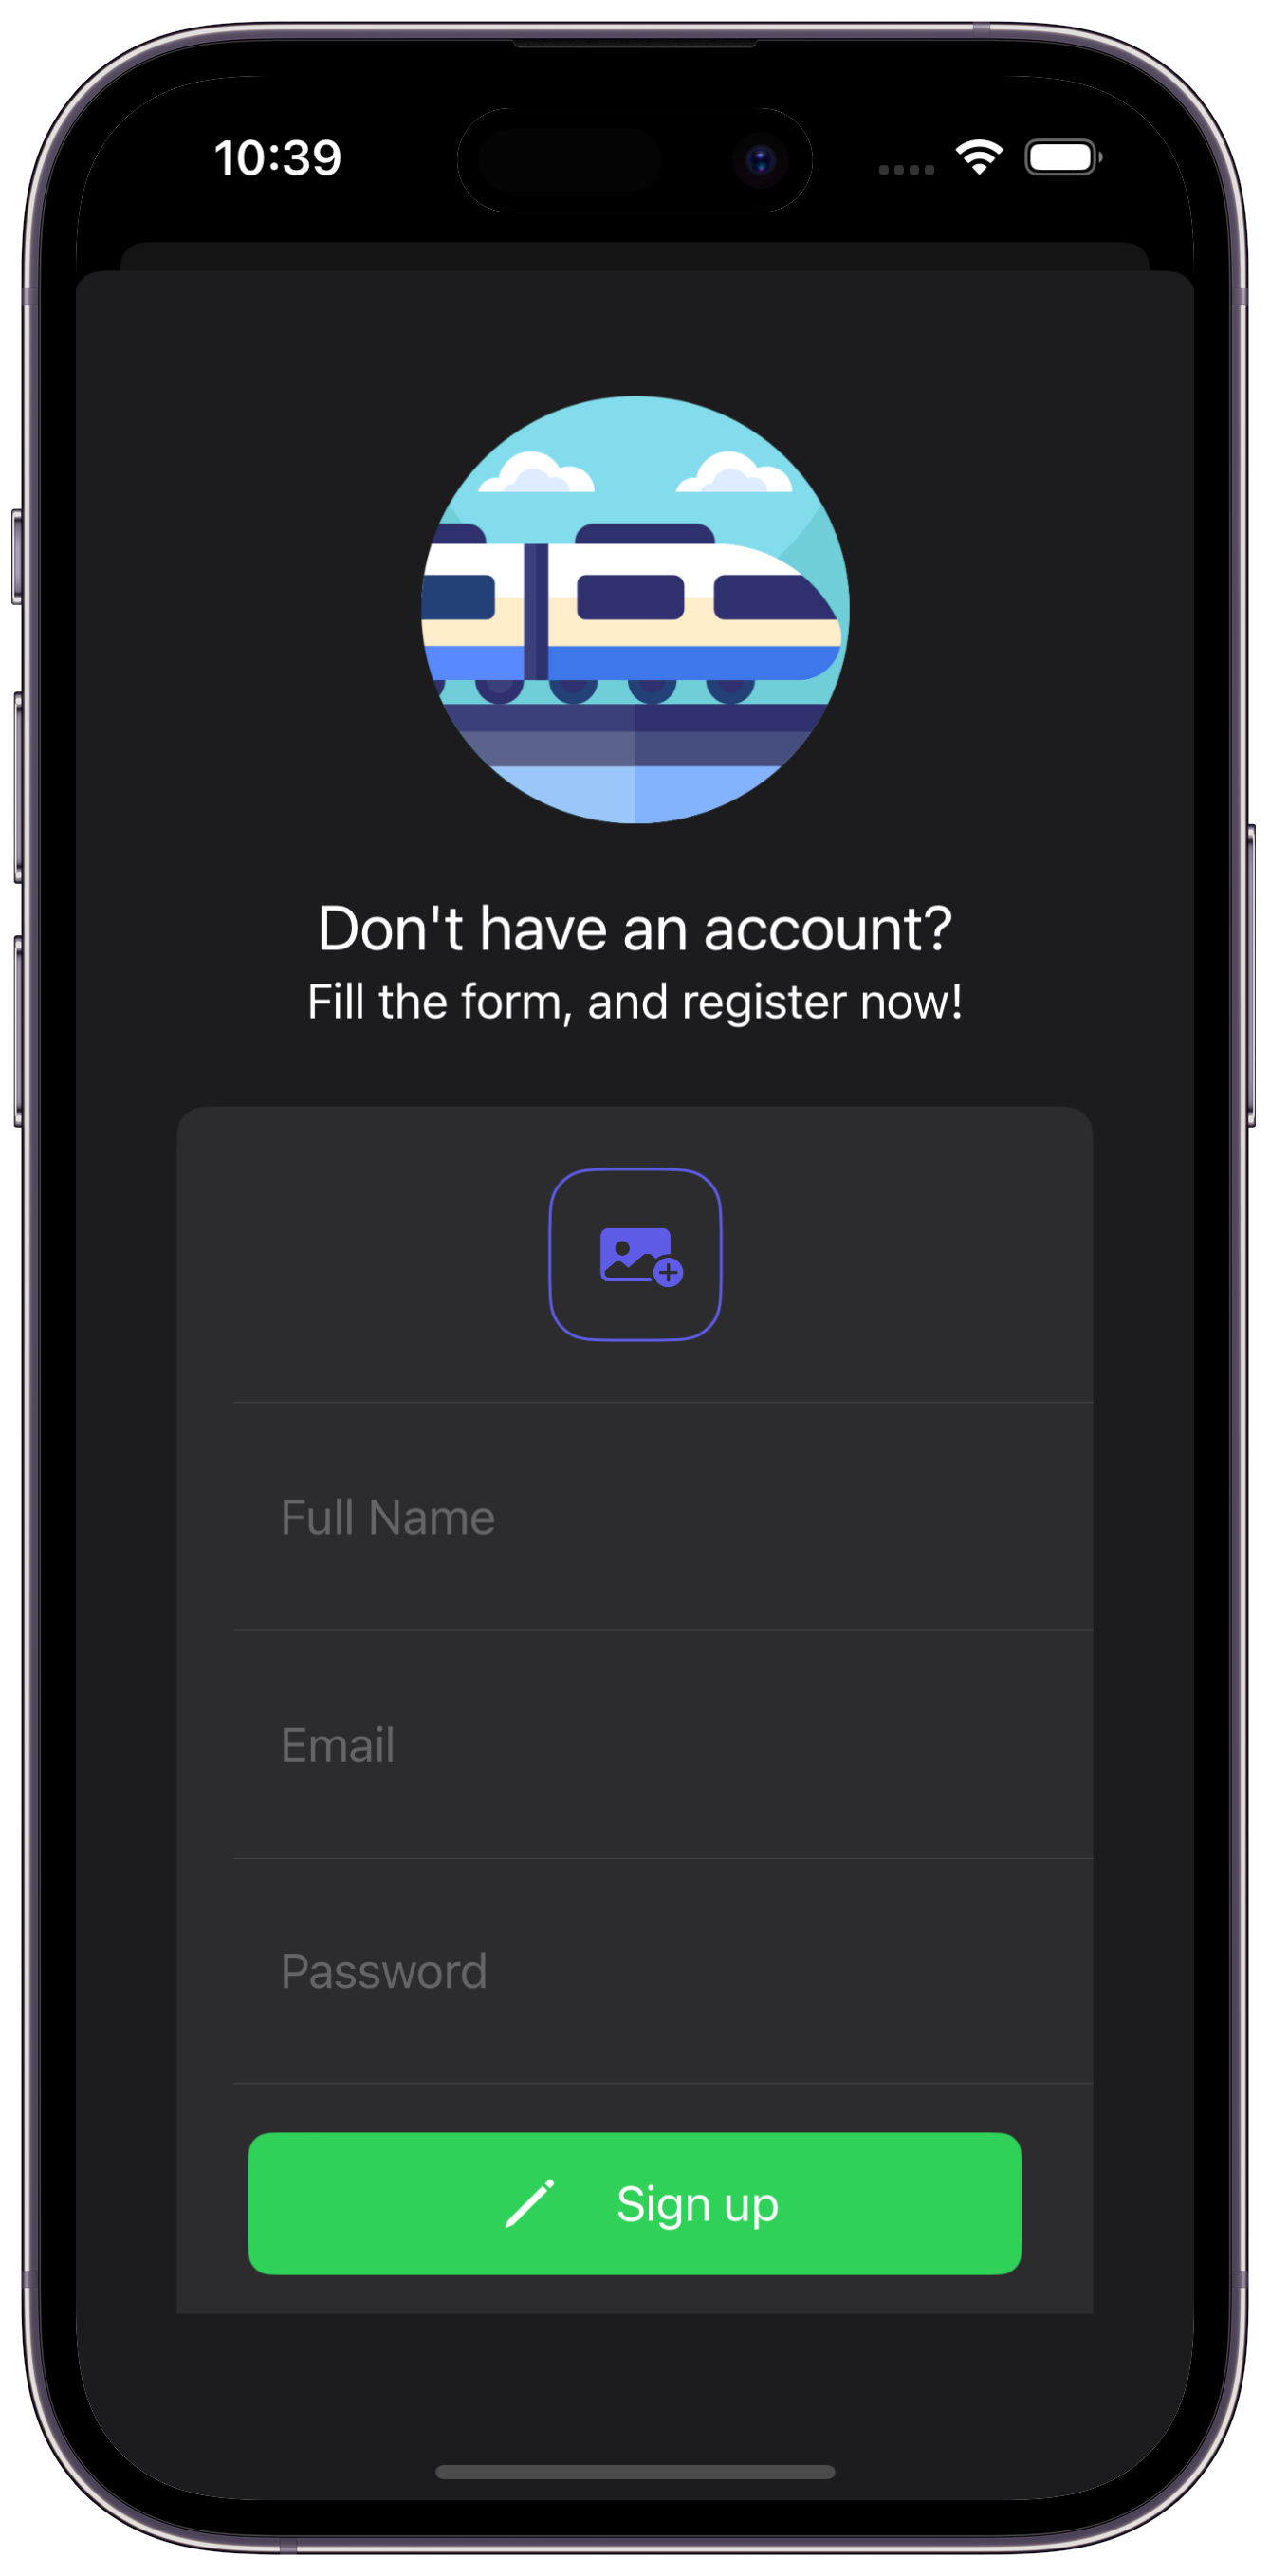 10:39
Don't have an account?
Fill the form, and register now!
Full Name
Email
Password
Sign up